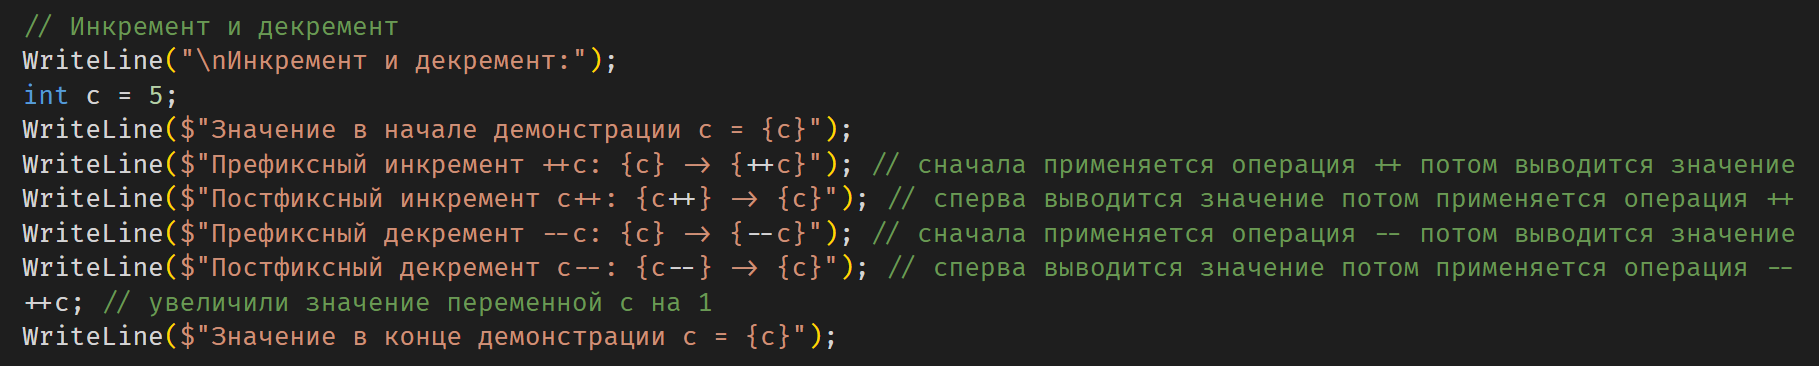 // Инкремент и декремент
WriteLine("\nИнкремент и декремент:");
int c = 5;
WriteLine($"Значение в начале демонстрации c = {c}");
WriteLine($"Префиксный инкремент ++c: {c} -> {++c}"); // сначала применяется операция ++ потом выводится значение
WriteLine($"Постфиксный инкремент c++: {c++} -> {c}"); // сперва выводится значение потом применяется операция ++
WriteLine($"Префиксный декремент --c: {c} -> {--c}"); // сначала применяется операция -- потом выводится значение
WriteLine($"Постфиксный декремент c--: {c--} -> {c}"); // сперва выводится значение потом применяется операция --
++c; // увеличили значение переменной c на 1
WriteLine($"Значение в конце демонстрации c = {c}");